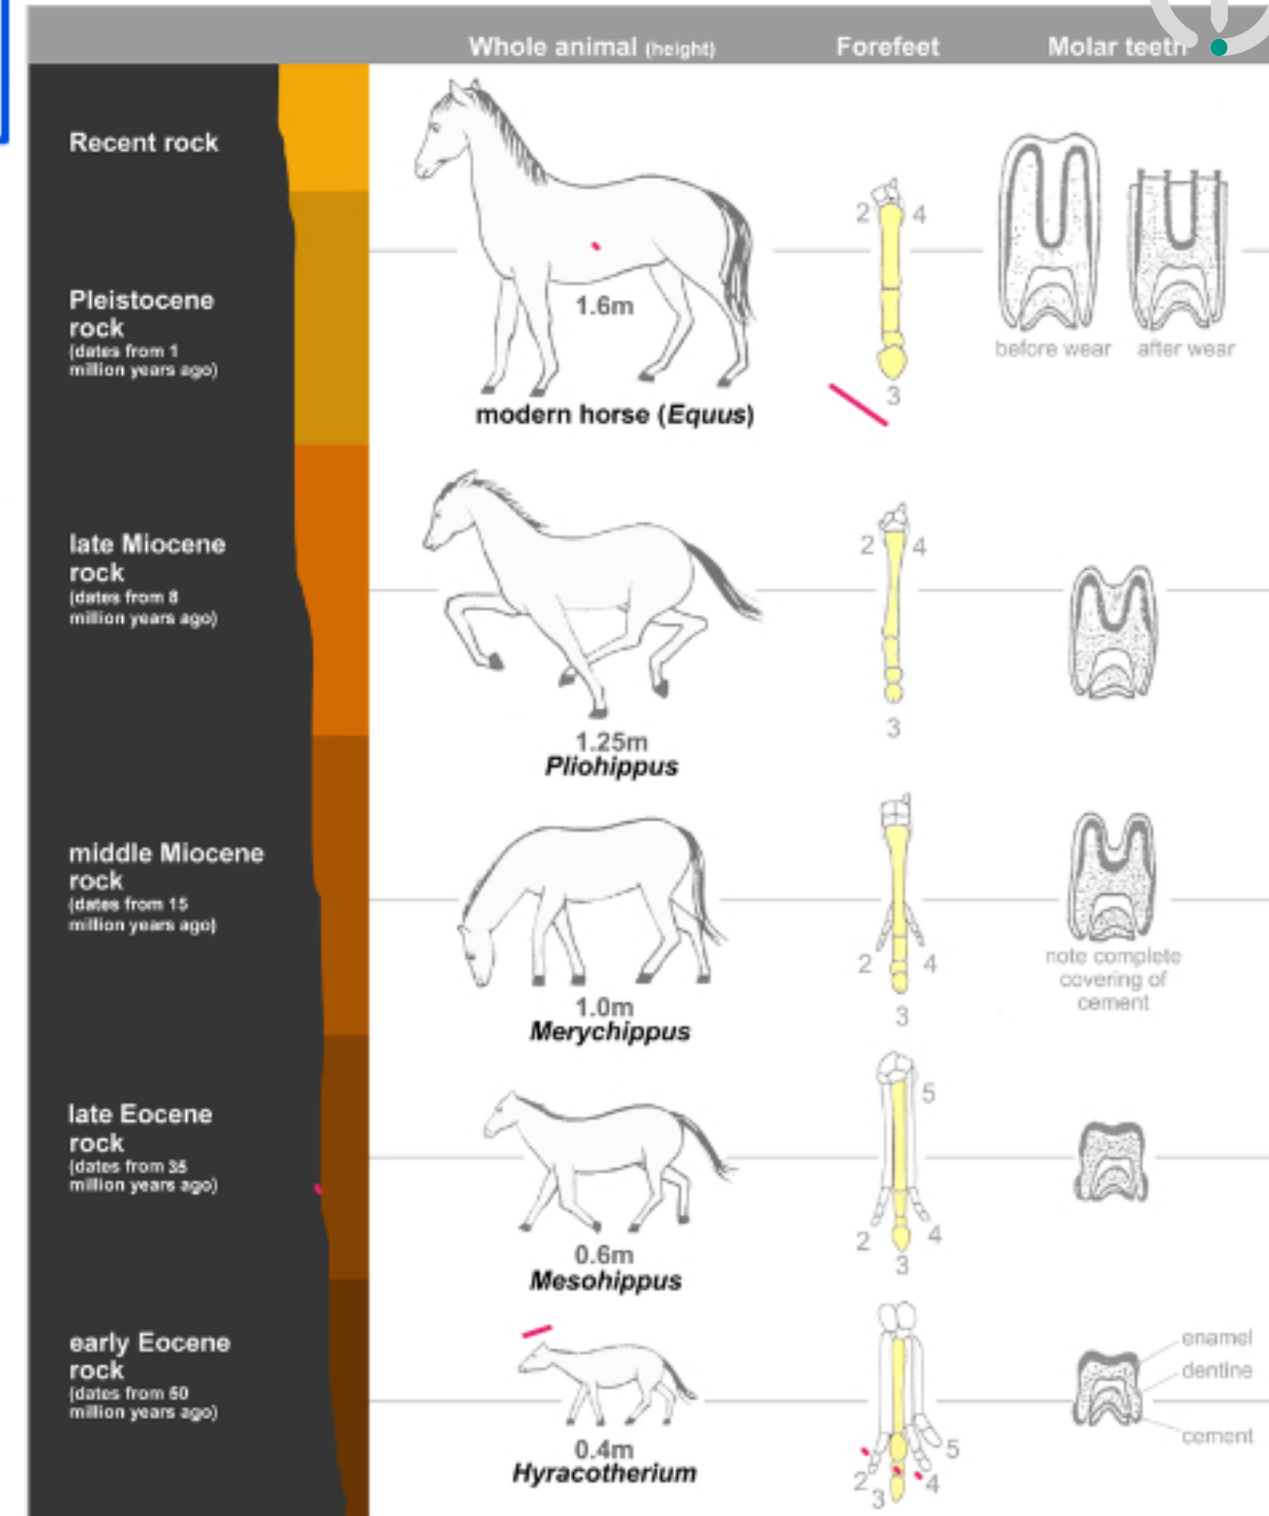 Whole animal (height) Forefeet Molar teeth
Recent rock
2 4
Pleistocene
rock
(dates from 1
million years ago)
1.6m
before wear after wear
3
modern horse (Equus)
late Miocene
rock
(dates from 8
million years ago)
2 4
3
1.25m
Pliohippus
middle Miocene
rock
(dates from 15
million years ago)
2 4
3
note complete
covering of
cement
1.0m
Merychippus
late Eocene
rock
(dates from 35
million years ago)
5
2 4
3
0.6m
Mesohippus
early Eocene
rock
(dates from 50
million years ago)
enamel
dentine
cement
0.4m
Hyracotherium
5
2 4
3